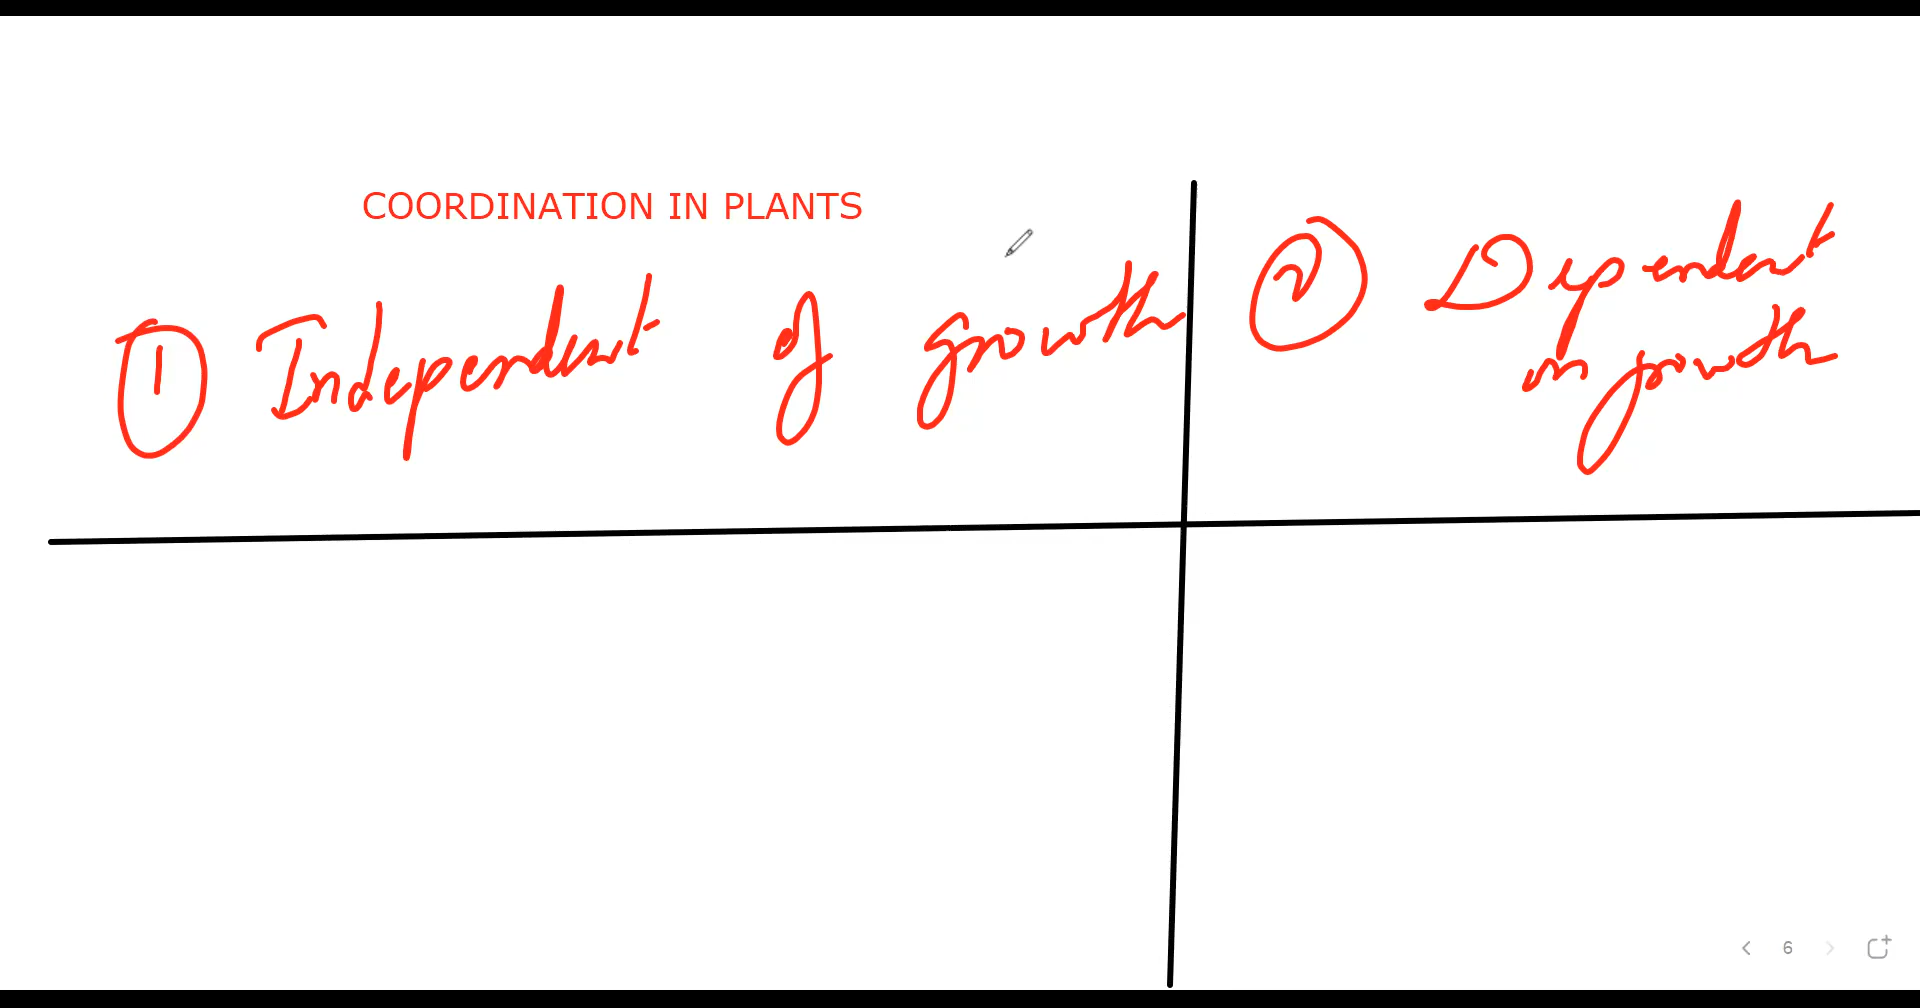 COORDINATION IN PLANTS
1 Independent of growth
2 Dependent
on growth
6